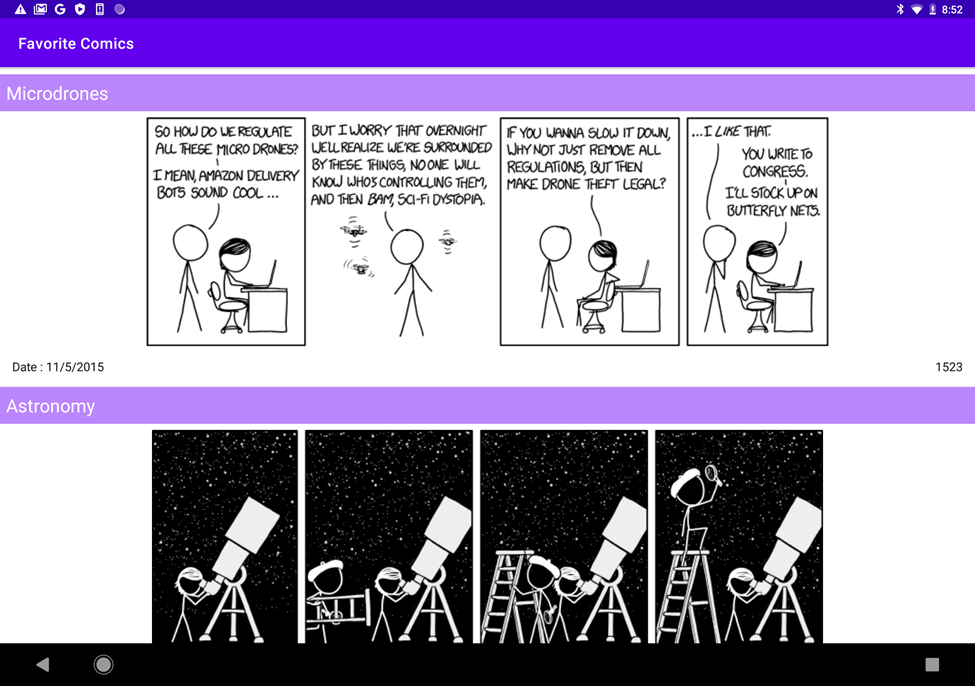 8:52
Favorite Comics
Microdrones
SO HOW DO WE REGULATE
ALL THESE MICRO DRONES?
I MEAN, AMAZON DELIVERY
BOTS SOUND COOL ...
BUT I WORRY THAT OVERNIGHT
WE'LL REALIZE WE'RE SURROUNDED
BY THESE THINGS, NO ONE WILL
KNOW WHO'S CONTROLLING THEM,
AND THEN BAM, SCI-FI DYSTOPIA.
IF YOU WANNA SLOW IT DOWN,
WHY NOT JUST REMOVE ALL
REGULATIONS, BUT THEN
MAKE DRONE THEFT LEGAL?
...I LIKE THAT.
YOU WRITE TO
CONGRESS.
I'LL STOCK UP ON
BUTTERFLY NETS.
Date : 11/5/2015
1523
Astronomy